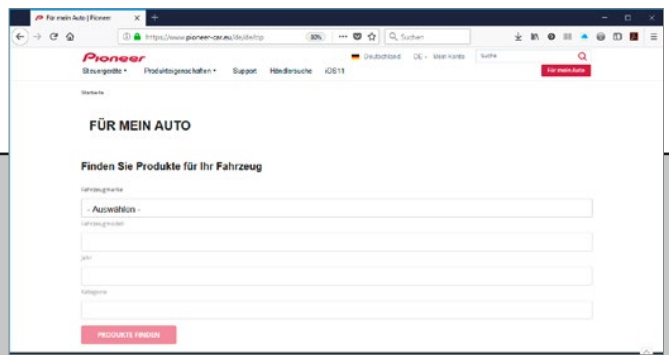 Für mein Auto | Pioneer
https://www.pioneer-car.eu/de/de/cip
80%
Suchen
Pioneer
Deutschland
DE
Mein Konto
Suche
Steuergeräte
Produkteigenschaften
Support
Händlersuche
iOS11
Für mein Auto
Startseite
FÜR MEIN AUTO
Finden Sie Produkte für Ihr Fahrzeug
Fahrzeugmarke
- Auswählen -
Fahrzeugmodell
Jahr
Kategorie
PRODUKTE FINDEN